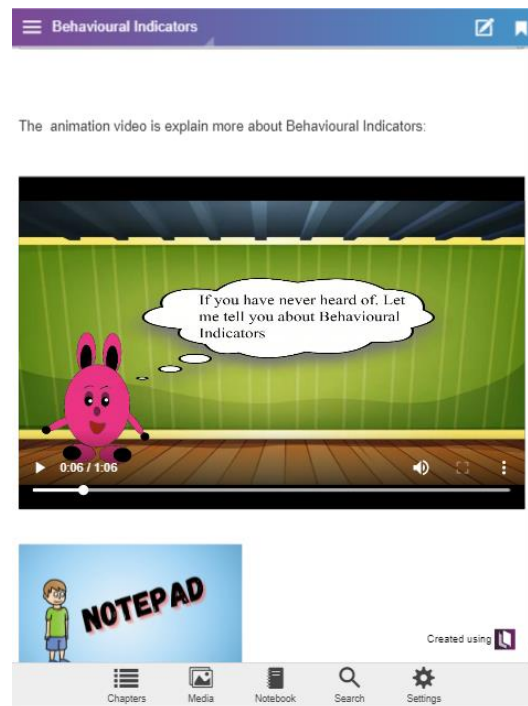 Behavioural Indicators
The animation video is explain more about Behavioural Indicators:
If you have never heard of. Let
me tell you about Behavioural
Indicators
0:06 / 1:06
NOTEPAD
Created using
Chapters Media Notebook Search Settings